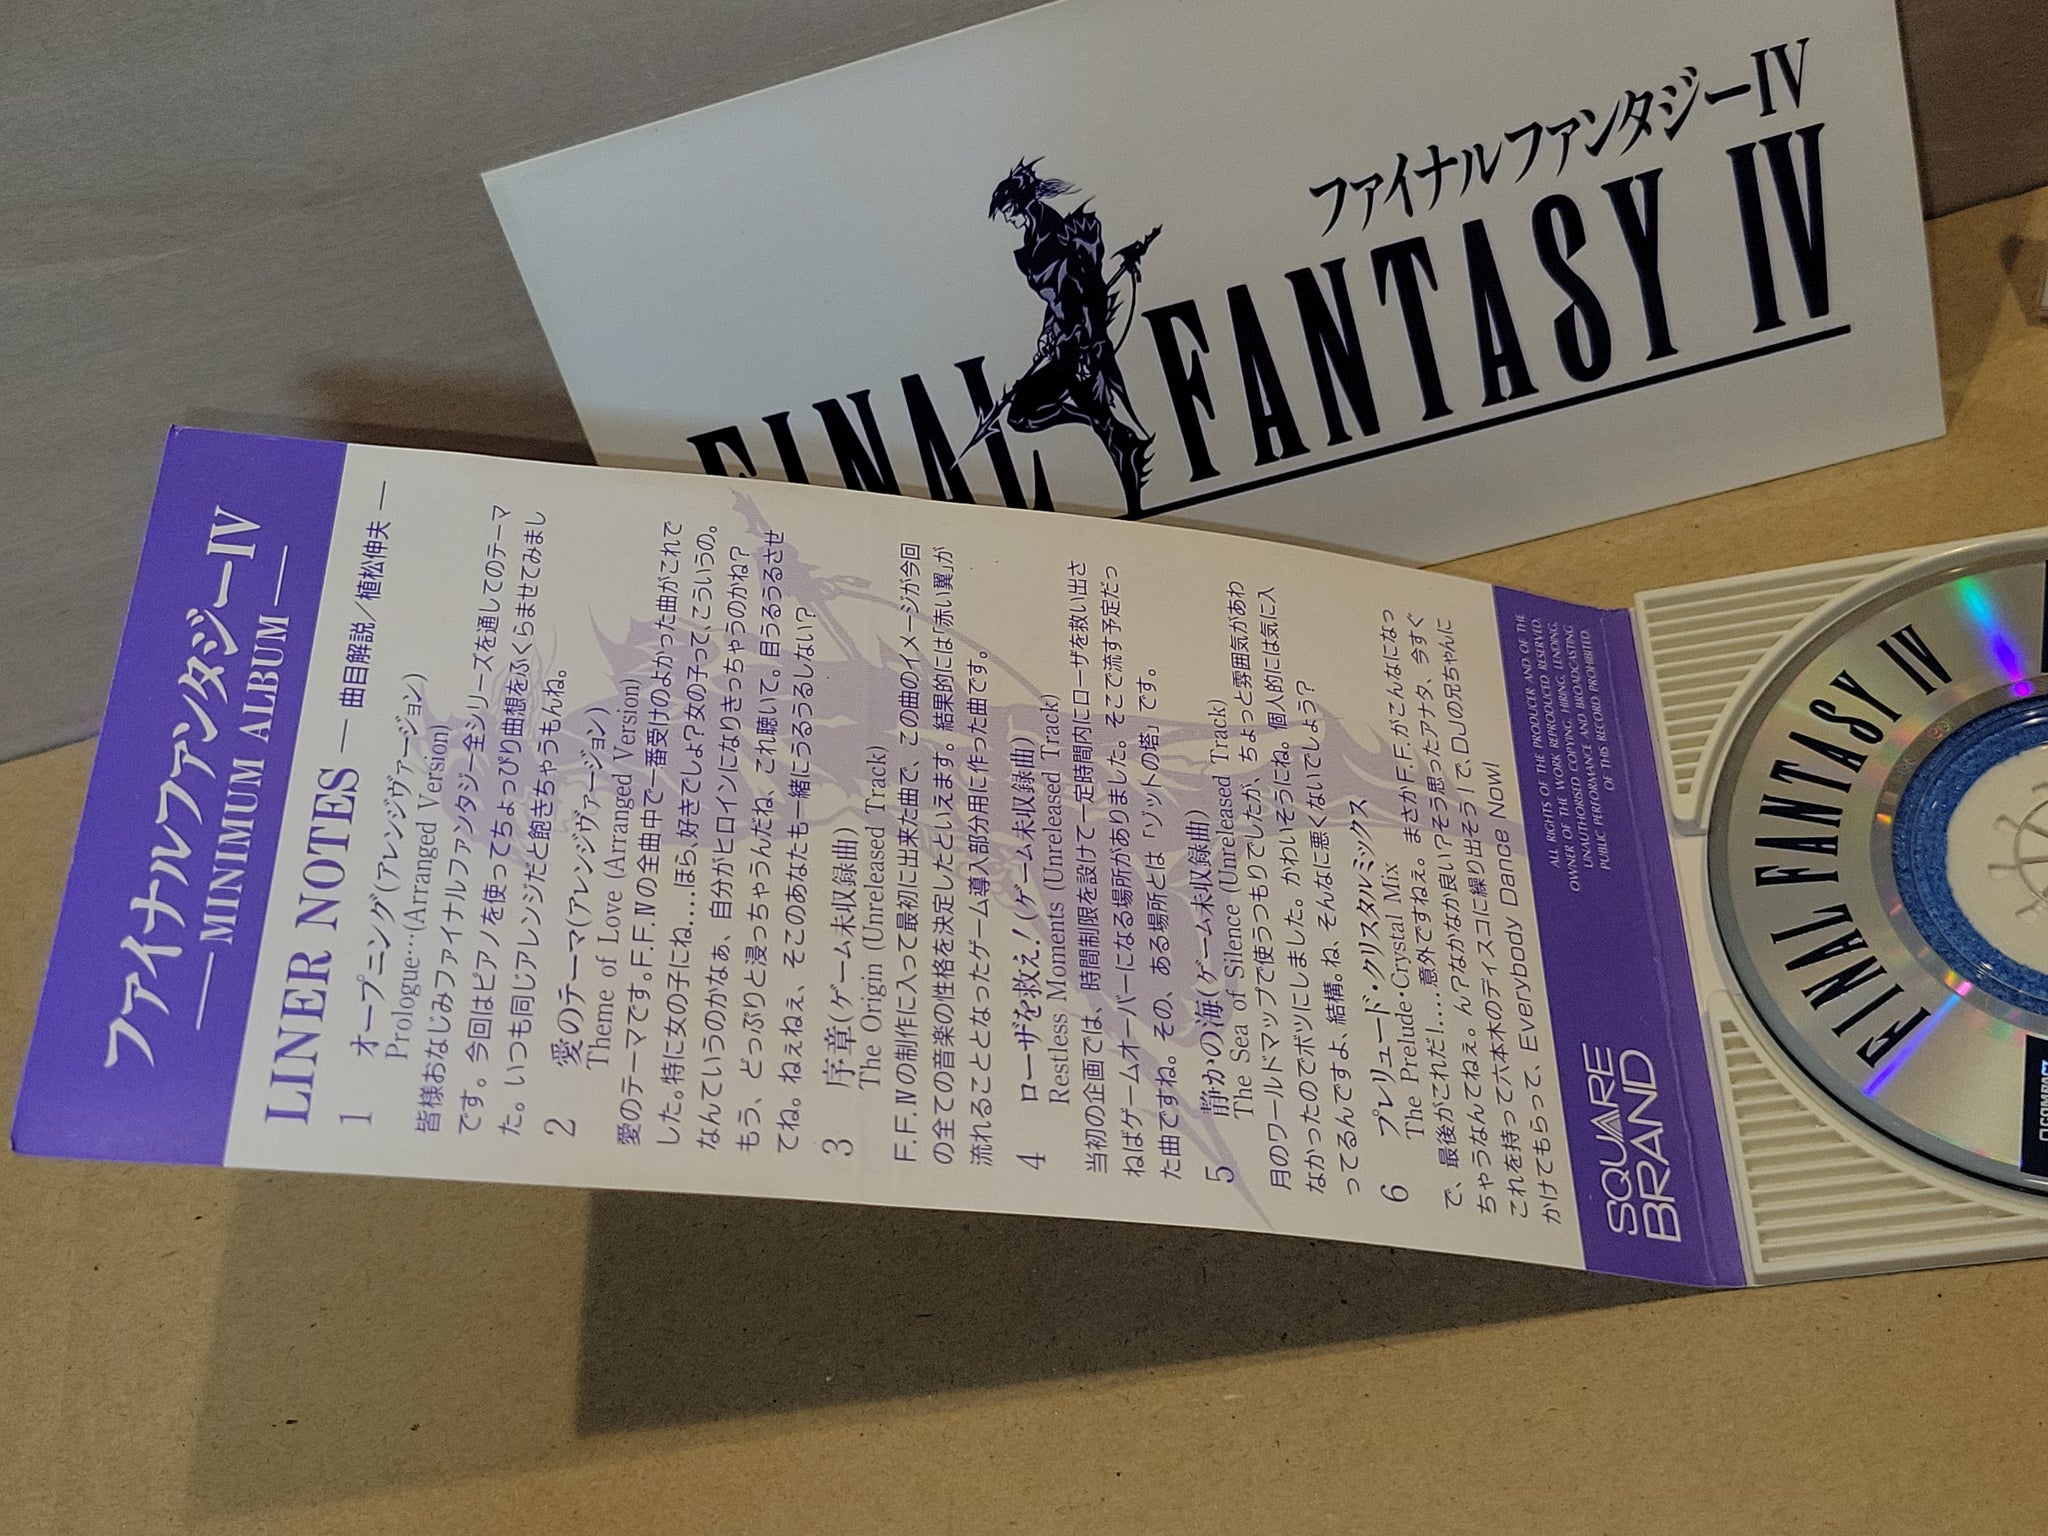 ファイナルファンタジーIV
FINAL FANTASY IV
ファイナルファンタジーIV
— MINIMUM ALBUM —
LINER NOTES — 曲目解説／植松伸夫 —
1 オープニング(アレンジヴァージョン)
Prologue…(Arranged Version)
皆様おなじみファイナルファンタジー全シリーズを通してのテーマ
です。今回はピアノを使ってちょっぴり曲想をふくらませてみまし
た。いつも同じアレンジだと飽きちゃうもんね。
2 愛のテーマ(アレンジヴァージョン)
Theme of Love (Arranged Version)
愛のテーマです。F.F.IVの全曲中で一番受けのよかった曲がこれで
した。特に女の子にね……ほら、好きでしょ?女の子って、こういうの。
なんていうのかなぁ、自分がヒロインになりきっちゃうのかね?
もう、どっぷりと浸っちゃうんだね、これ聴いて。目うるうるさせ
てね。ねぇねぇ、そこのあなたも一緒にうるうるしない?
3 序章(ゲーム未収録曲)
The Origin (Unreleased Track)
F.F.IVの制作に入って最初に出来た曲で、この曲のイメージが今回
の全ての音楽の性格を決定したといえます。結果的には「赤い翼」が
流れることとなったゲーム導入部分用に作った曲です。
4 ローザを救え!(ゲーム未収録曲)
Restless Moments (Unreleased Track)
当初の企画では、時間制限を設けて一定時間内にローザを救い出さ
ねばゲームオーバーになる場所がありました。そこで流す予定だっ
た曲ですね。その、ある場所とは「ゾットの塔」です。
5 静かの海(ゲーム未収録曲)
The Sea of Silence (Unreleased Track)
月のワールドマップで使うつもりでしたが、ちょっと雰囲気があわ
なかったのでボツにしました。かわいそうにね。個人的には気に入
ってるんですよ、結構。ね、そんなに悪くないでしょう?
6 プレリュード・クリスタルミックス
The Prelude・Crystal Mix
で、最後がこれだ!……意外ですねぇ。まさかF.F.がこんなになっ
ちゃうなんてねぇ。ん?なかなか良い?そう思ったアナタ、今すぐ
これを持って六本木のディスコに繰り出そう!で、DJの兄ちゃんに
かけてもらって、Everybody Dance Now!
SQUARE
BRAND
ALL RIGHTS OF THE PRODUCER AND OF THE
OWNER OF THE WORK REPRODUCED RESERVED.
UNAUTHORISED COPYING, HIRING, LENDING,
PUBLIC PERFORMANCE AND BROADCASTING
OF THIS RECORD PROHIBITED.
FINAL FANTASY IV